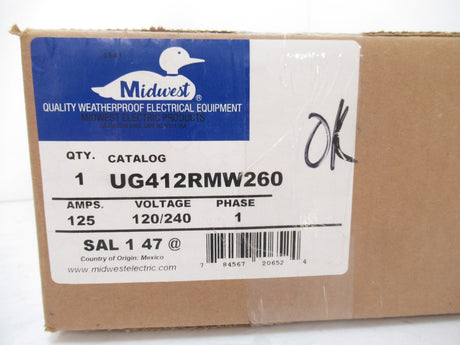 Midwest ®
QUALITY WEATHERPROOF ELECTRICAL EQUIPMENT
MIDWEST ELECTRIC PRODUCTS
OK
QTY. CATALOG
1 UG412RMW260
AMPS. VOLTAGE PHASE
125 120/240 1
SAL 1 47 @
Country of Origin: Mexico
www.midwestelectric.com
7 84567 20652 4